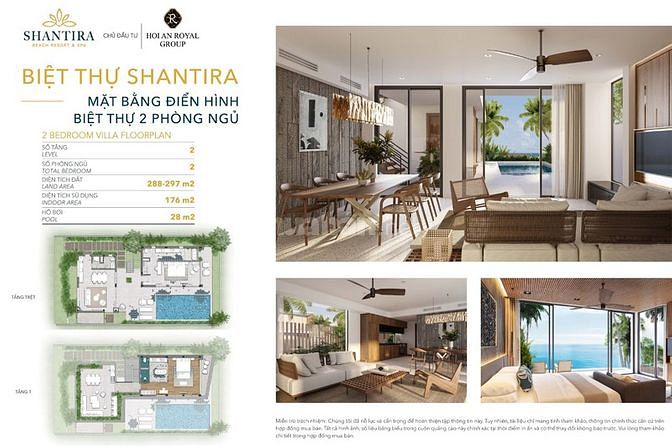 SHANTIRA
BEACH RESORT & SPA
CHỦ ĐẦU TƯ
HOI AN ROYAL
GROUP
BIỆT THỰ SHANTIRA
MẶT BẰNG ĐIỂN HÌNH
BIỆT THỰ 2 PHÒNG NGỦ
2 BEDROOM VILLA FLOORPLAN
SỐ TẦNG
LEVEL
2
SỐ PHÒNG NGỦ
TOTAL BEDROOM
2
DIỆN TÍCH ĐẤT
LAND AREA
288-297 m2
DIỆN TÍCH SỬ DỤNG
INDOOR AREA
176 m2
HỒ BƠI
POOL
28 m2
TẦNG TRỆT
TẦNG 1
Miễn trừ trách nhiệm: Chúng tôi đã nỗ lực và cẩn trọng để hoàn thiện tập thông tin này. Tuy nhiên, tài liệu chỉ mang tính tham khảo, thông tin chính thức căn cứ trên
hợp đồng mua bán. Tất cả hình ảnh, số liệu bảng biểu trong cuốn quảng cáo này chính xác tại thời điểm in ấn và có thể thay đổi không báo trước. Vui lòng tham khảo
chi tiết trong hợp đồng mua bán.